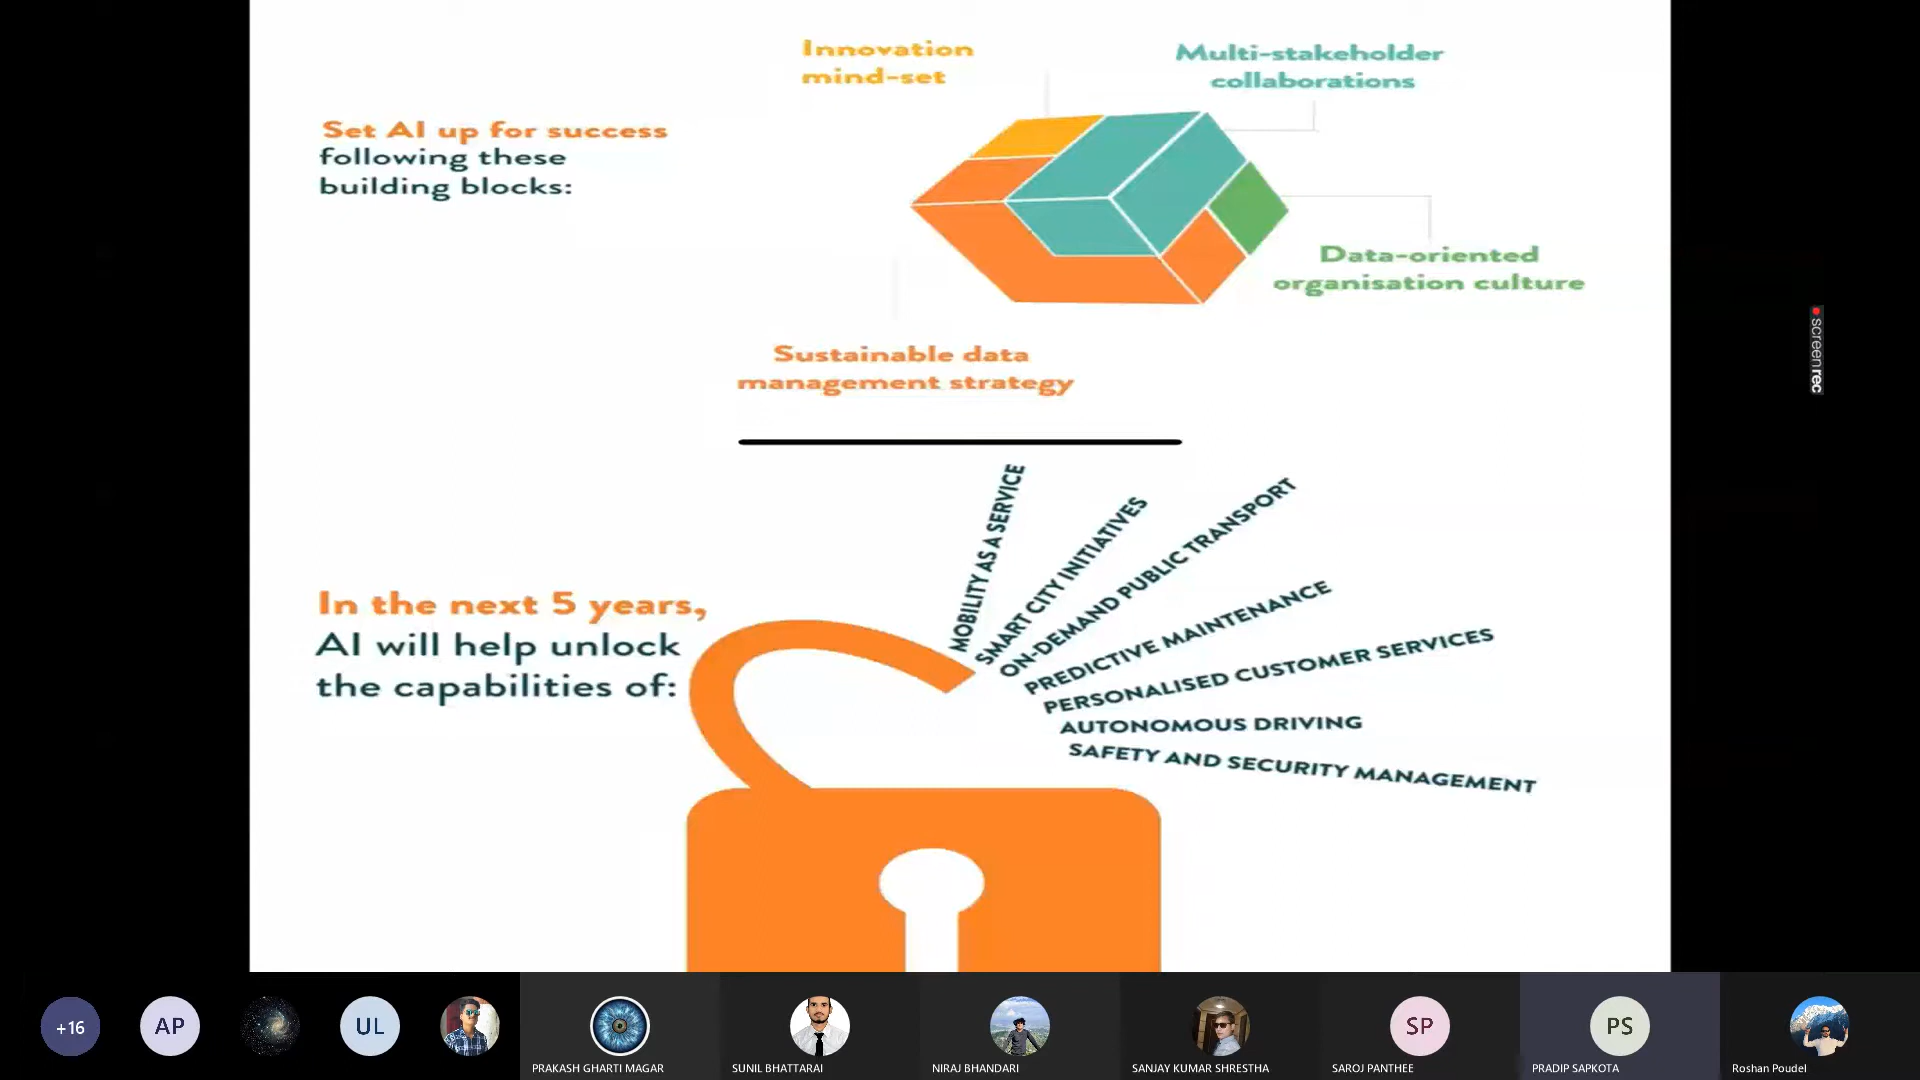 Innovation
mind-set
Multi-stakeholder
collaborations
Set AI up for success
following these
building blocks:
Data-oriented
organisation culture
Sustainable data
management strategy
MOBILITY AS A SERVICE
SMART CITY INITIATIVES
ON-DEMAND PUBLIC TRANSPORT
PREDICTIVE MAINTENANCE
PERSONALISED CUSTOMER SERVICES
AUTONOMOUS DRIVING
SAFETY AND SECURITY MANAGEMENT
In the next 5 years,
AI will help unlock
the capabilities of:
screenrec
+16
AP
UL
SP
PS
PRAKASH GHARTI MAGAR
SUNIL BHATTARAI
NIRAJ BHANDARI
SANJAY KUMAR SHRESTHA
SAROJ PANTHEE
PRADIP SAPKOTA
Roshan Poudel